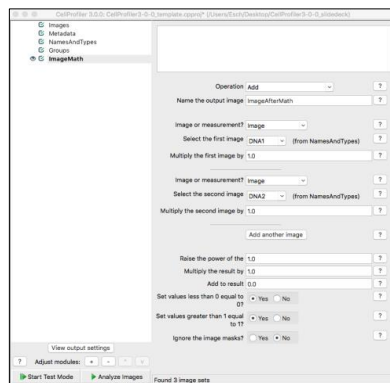 CellProfiler 3.0.0: CellProfiler3-0-0_template.cpproj* (/Users/Esch/Desktop/CellProfiler3-0-0_slidedeck)
Images
Metadata
NamesAndTypes
Groups
ImageMath
Operation Add ?
Name the output image ImageAfterMath ?
Image or measurement? Image ?
Select the first image DNA1 (from NamesAndTypes) ?
Multiply the first image by 1.0 ?
Image or measurement? Image ?
Select the second image DNA2 (from NamesAndTypes) ?
Multiply the second image by 1.0 ?
Add another image ?
Raise the power of the 1.0 ?
Multiply the result by 1.0 ?
Add to result 0.0 ?
Set values less than 0 equal to 0? Yes No ?
Set values greater than 1 equal to 1? Yes No ?
Ignore the image masks? Yes No ?
View output settings
? Adjust modules: + - ^ v
Start Test Mode Analyze Images Found 3 image sets